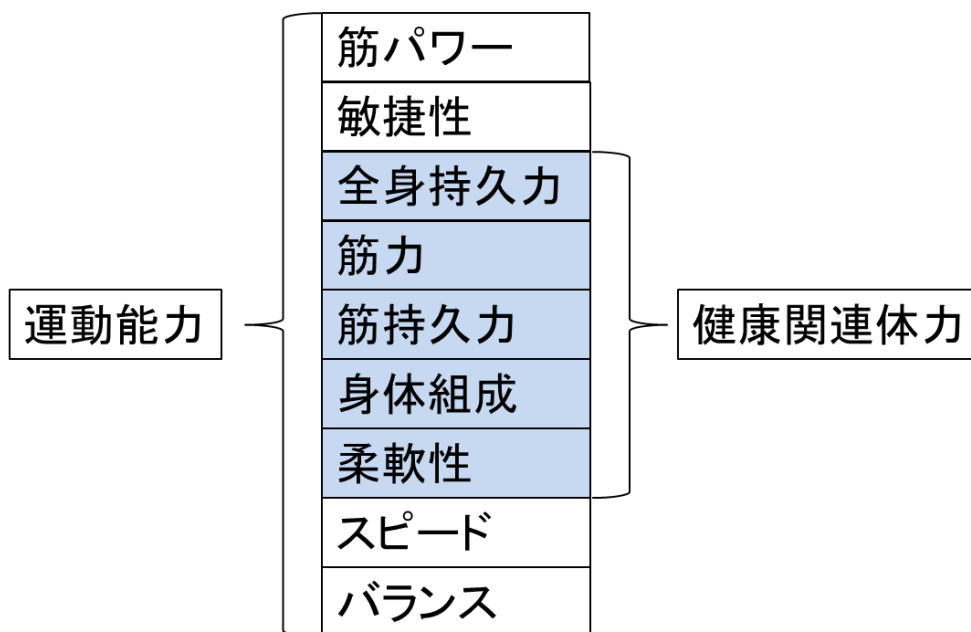 筋パワー
敏捷性
全身持久力
筋力
運動能力
筋持久力
健康関連体力
身体組成
柔軟性
スピード
バランス